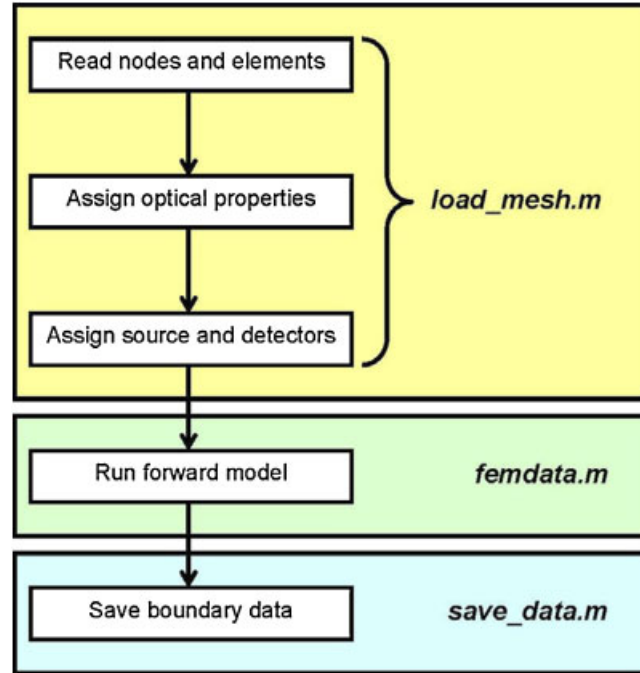 Read nodes and elements
Assign optical properties
load_mesh.m
Assign source and detectors
Run forward model
femdata.m
Save boundary data
save_data.m